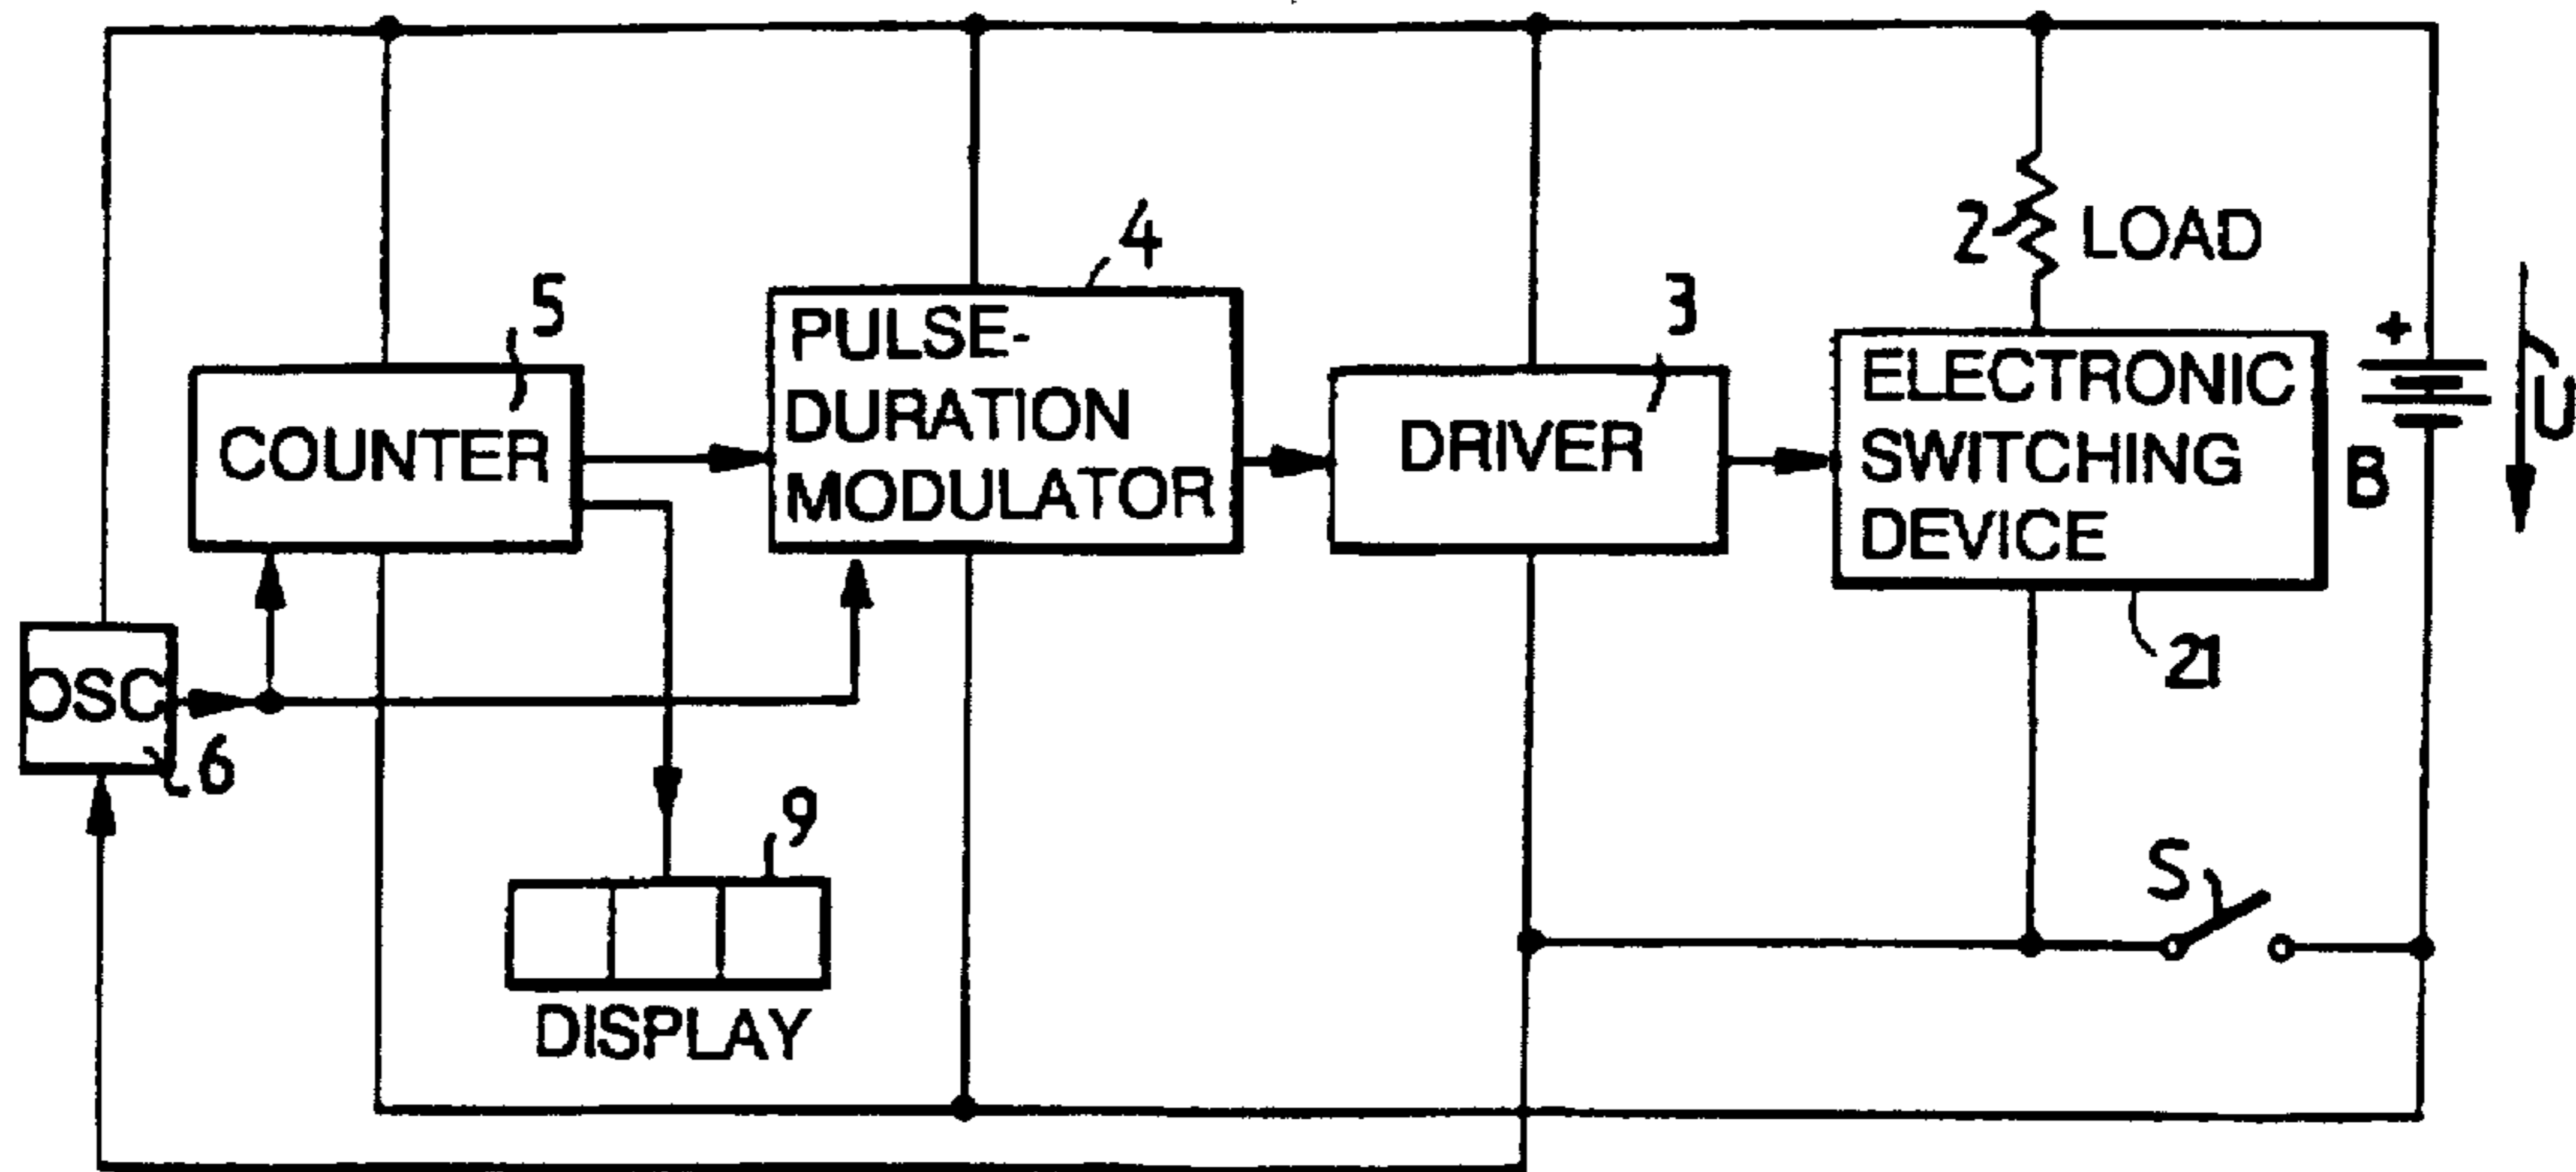 4
5
PULSE-
DURATION
MODULATOR
COUNTER
3
DRIVER
2
LOAD
ELECTRONIC
SWITCHING
DEVICE
+
B
U
21
OSC
6
9
DISPLAY
S